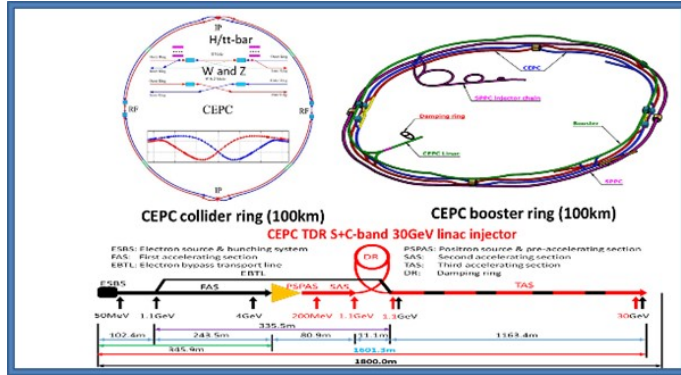 IP
H/tt-bar
W and Z
CEPC
RF
RF
IP
CEPC
SPPC Injector chain
Damping ring
Booster
CEPC Linac
SPPC
CEPC collider ring (100km)
CEPC booster ring (100km)
CEPC TDR S+C-band 30GeV linac injector
ESBS: Electron source & bunching system
FAS: First accelerating section
EBTL: Electron bypass transport line
PSPAS: Positron source & pre-accelerating section
SAS: Second accelerating section
TAS: Third accelerating section
DR: Damping ring
DR
EBTL
ESBS
FAS
PSPAS
SAS
TAS
50MeV
1.1GeV
4GeV
200MeV
1.1GeV
1.1GeV
30GeV
335.5m
102.4m
243.5m
80.9m
11.1m
1163.4m
345.9m
1601.3m
1800.0m